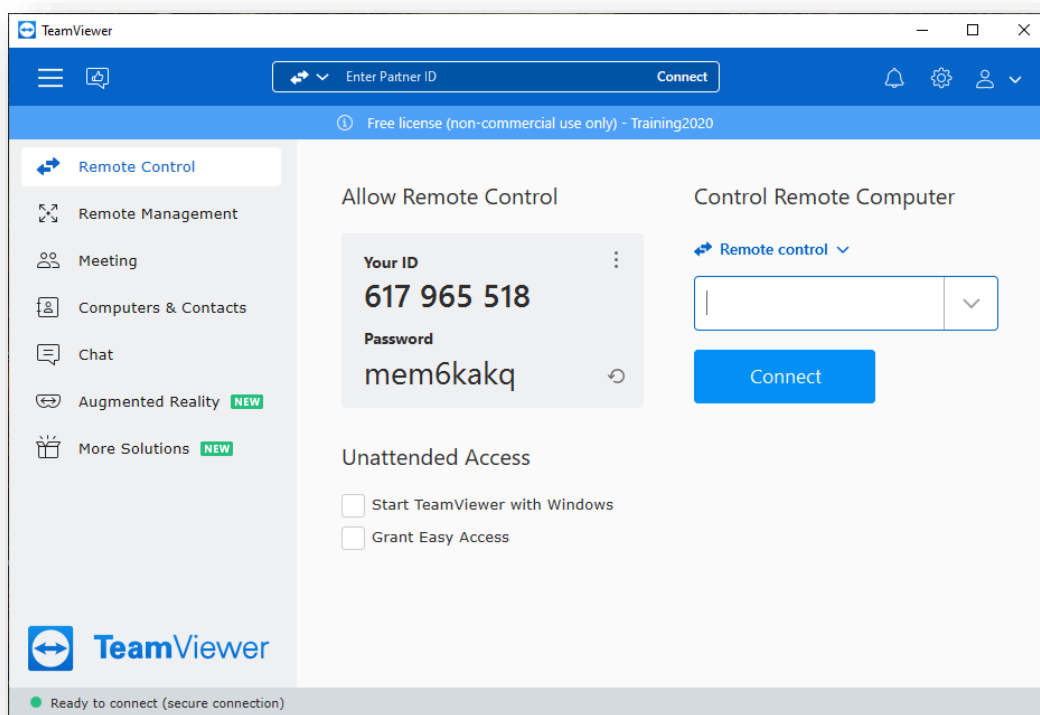 TeamViewer
Enter Partner ID Connect
Free license (non-commercial use only) - Training2020
Remote Control
Remote Management
Meeting
Computers & Contacts
Chat
Augmented Reality NEW
More Solutions NEW
TeamViewer
Allow Remote Control
Your ID
617 965 518
Password
mem6kakq
Unattended Access
Start TeamViewer with Windows
Grant Easy Access
Control Remote Computer
Remote control
Connect
Ready to connect (secure connection)